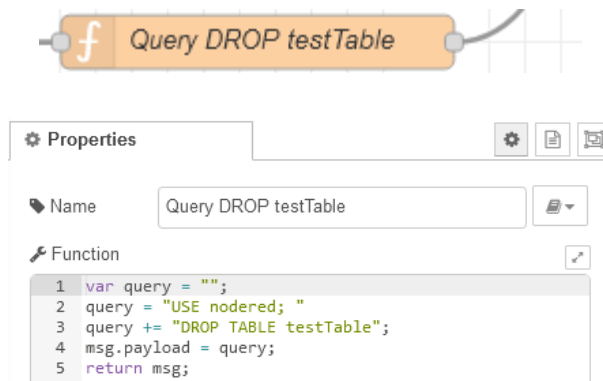 f Query DROP testTable
Properties
Name Query DROP testTable
Function
1 var query = "";
2 query = "USE nodered; "
3 query += "DROP TABLE testTable";
4 msg.payload = query;
5 return msg;